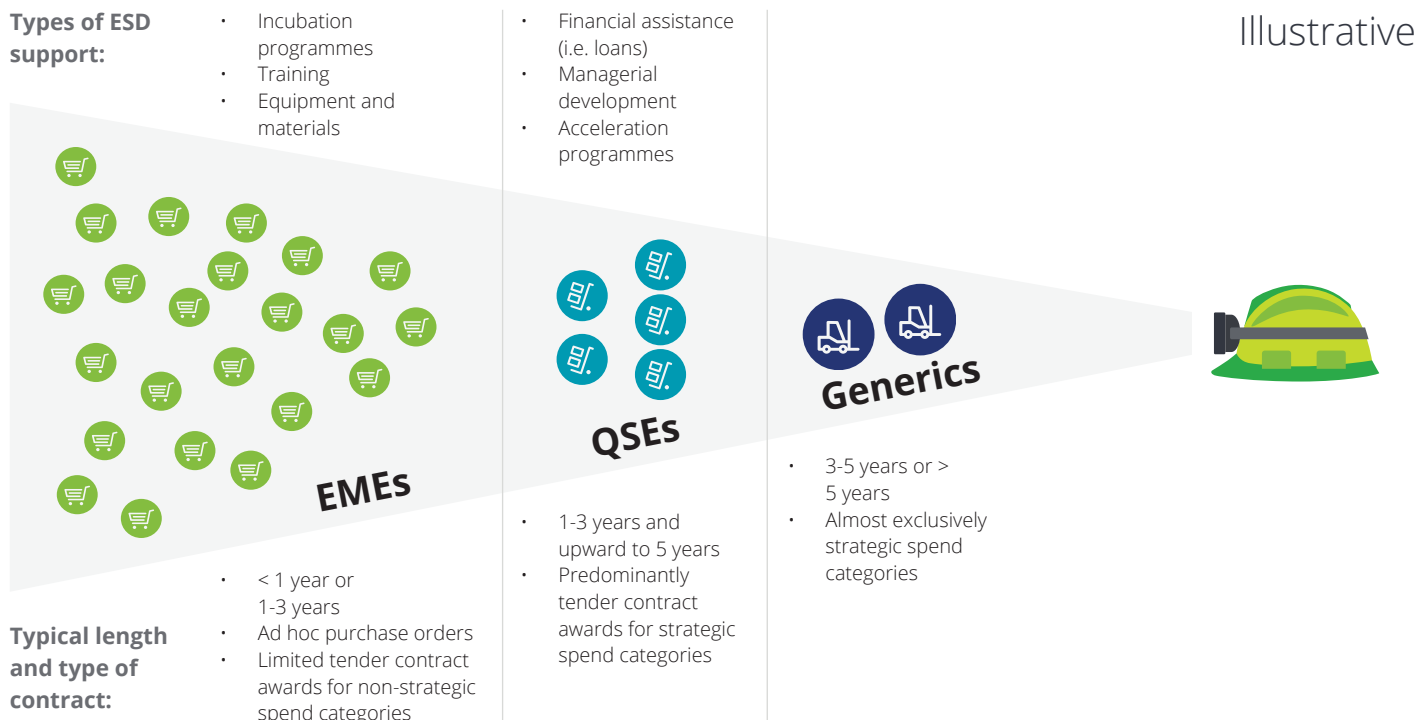 Types of ESD
support:
• Incubation
programmes
• Training
• Equipment and
materials
• Financial assistance
(i.e. loans)
• Managerial
development
• Acceleration
programmes
Illustrative
EMEs
QSEs
Generics
Typical length
and type of
contract:
• < 1 year or
1-3 years
• Ad hoc purchase orders
• Limited tender contract
awards for non-strategic
spend categories
• 1-3 years and
upward to 5 years
• Predominantly
tender contract
awards for strategic
spend categories
• 3-5 years or >
5 years
• Almost exclusively
strategic spend
categories